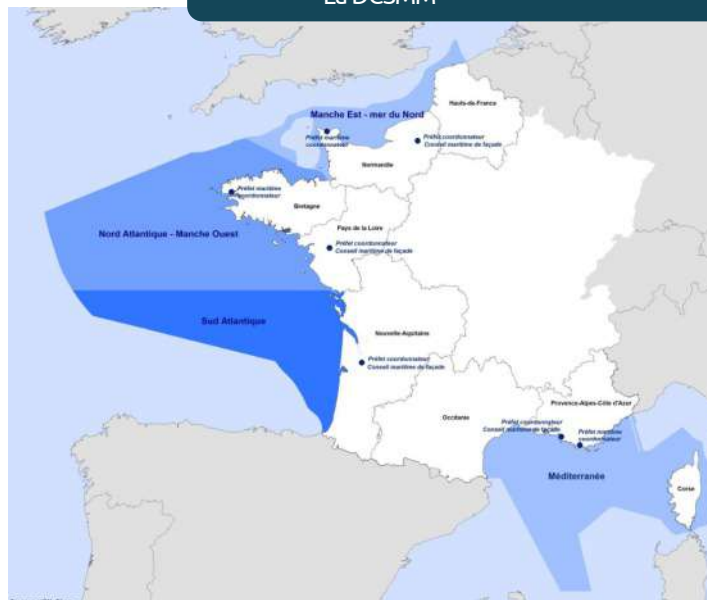 La DCSMM
Hauts-de-France
Manche Est - mer du Nord
Préfet maritime
coordonnateur
Préfet coordonnateur
Conseil maritime de façade
Normandie
Préfet maritime
coordonnateur
Bretagne
Pays de la Loire
Nord Atlantique - Manche Ouest
Préfet coordonnateur
Conseil maritime de façade
Sud Atlantique
Nouvelle-Aquitaine
Préfet coordonnateur
Conseil maritime de façade
Provence-Alpes-Côte d'Azur
Occitanie
Préfet coordonnateur
Conseil maritime de façade
Préfet maritime
coordonnateur
Méditerranée
Corse